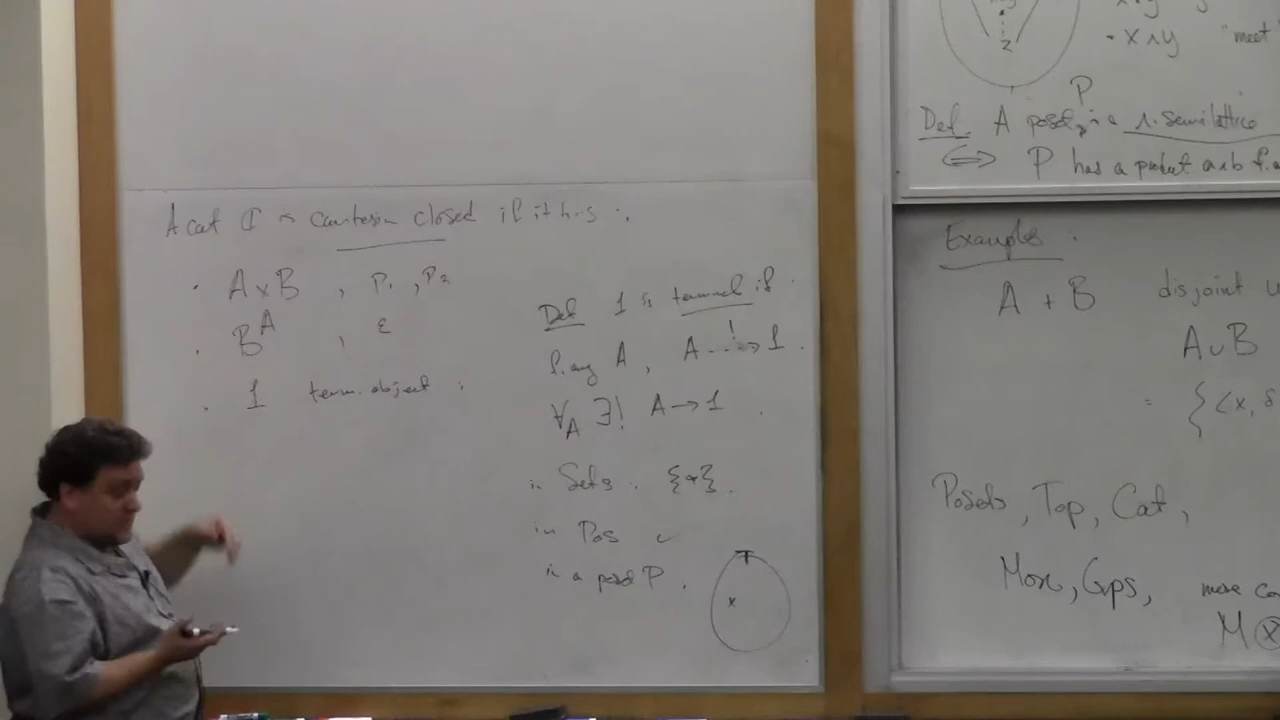 A cat ℂ is cartesian closed if it has :
· A×B , P₁ , P₂
· B^A , ε
· 1 term. object :
Def 1 is terminal if
f. any A , A --!--> 1 .
∀A ∃! A → 1 .
in Sets . {*} .
in Pos ✓
in a poset P .
⊤
x
z
· x∧y "meet
P
Def. A poset is a ∧-semilattice
⟺ P has a product a∧b f.a
Examples :
A + B disjoint u
A ∪ B
= { <x, δ
Posets , Top , Cat ,
Mon , Gps , more co
M ⊗